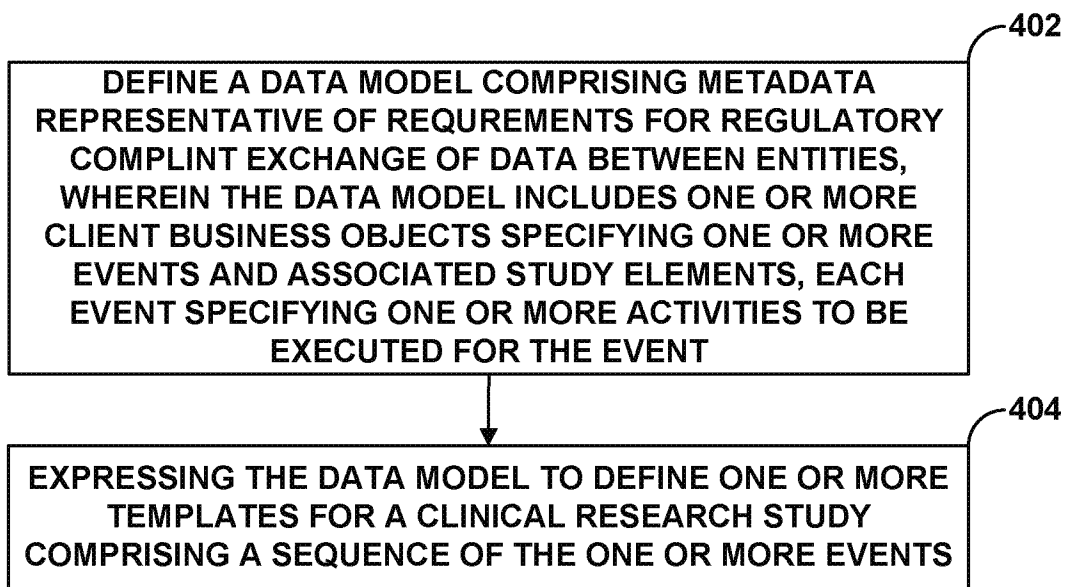 402
DEFINE A DATA MODEL COMPRISING METADATA
REPRESENTATIVE OF REQUREMENTS FOR REGULATORY
COMPLINT EXCHANGE OF DATA BETWEEN ENTITIES,
WHEREIN THE DATA MODEL INCLUDES ONE OR MORE
CLIENT BUSINESS OBJECTS SPECIFYING ONE OR MORE
EVENTS AND ASSOCIATED STUDY ELEMENTS, EACH
EVENT SPECIFYING ONE OR MORE ACTIVITIES TO BE
EXECUTED FOR THE EVENT
404
EXPRESSING THE DATA MODEL TO DEFINE ONE OR MORE
TEMPLATES FOR A CLINICAL RESEARCH STUDY
COMPRISING A SEQUENCE OF THE ONE OR MORE EVENTS